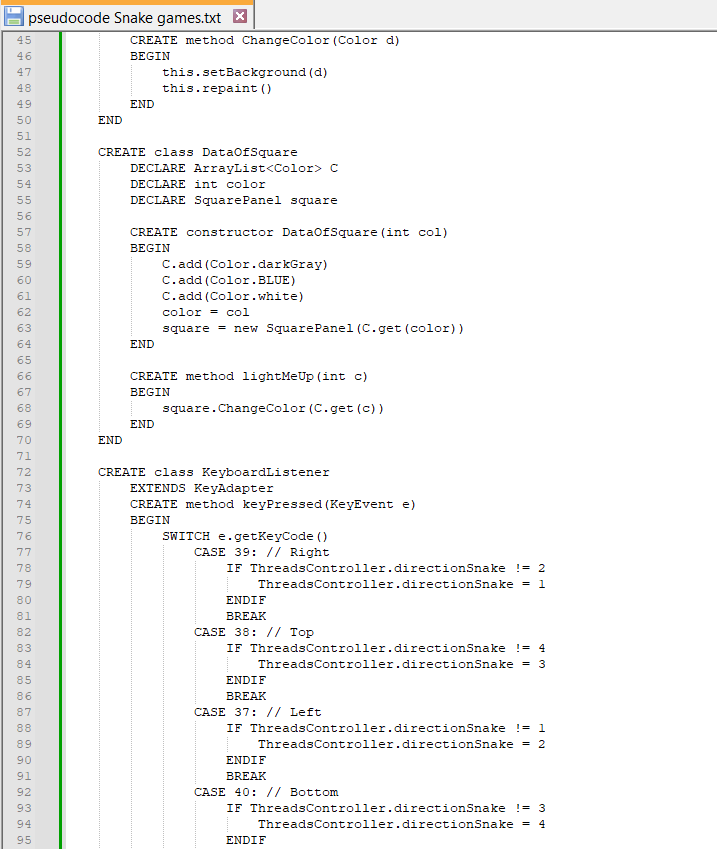 pseudocode Snake games.txt
45 CREATE method ChangeColor(Color d)
46 BEGIN
47 this.setBackground(d)
48 this.repaint()
49 END
50 END
51
52 CREATE class DataOfSquare
53 DECLARE ArrayList<Color> C
54 DECLARE int color
55 DECLARE SquarePanel square
56
57 CREATE constructor DataOfSquare(int col)
58 BEGIN
59 C.add(Color.darkGray)
60 C.add(Color.BLUE)
61 C.add(Color.white)
62 color = col
63 square = new SquarePanel(C.get(color))
64 END
65
66 CREATE method lightMeUp(int c)
67 BEGIN
68 square.ChangeColor(C.get(c))
69 END
70 END
71
72 CREATE class KeyboardListener
73 EXTENDS KeyAdapter
74 CREATE method keyPressed(KeyEvent e)
75 BEGIN
76 SWITCH e.getKeyCode()
77 CASE 39: // Right
78 IF ThreadsController.directionSnake != 2
79 ThreadsController.directionSnake = 1
80 ENDIF
81 BREAK
82 CASE 38: // Top
83 IF ThreadsController.directionSnake != 4
84 ThreadsController.directionSnake = 3
85 ENDIF
86 BREAK
87 CASE 37: // Left
88 IF ThreadsController.directionSnake != 1
89 ThreadsController.directionSnake = 2
90 ENDIF
91 BREAK
92 CASE 40: // Bottom
93 IF ThreadsController.directionSnake != 3
94 ThreadsController.directionSnake = 4
95 ENDIF